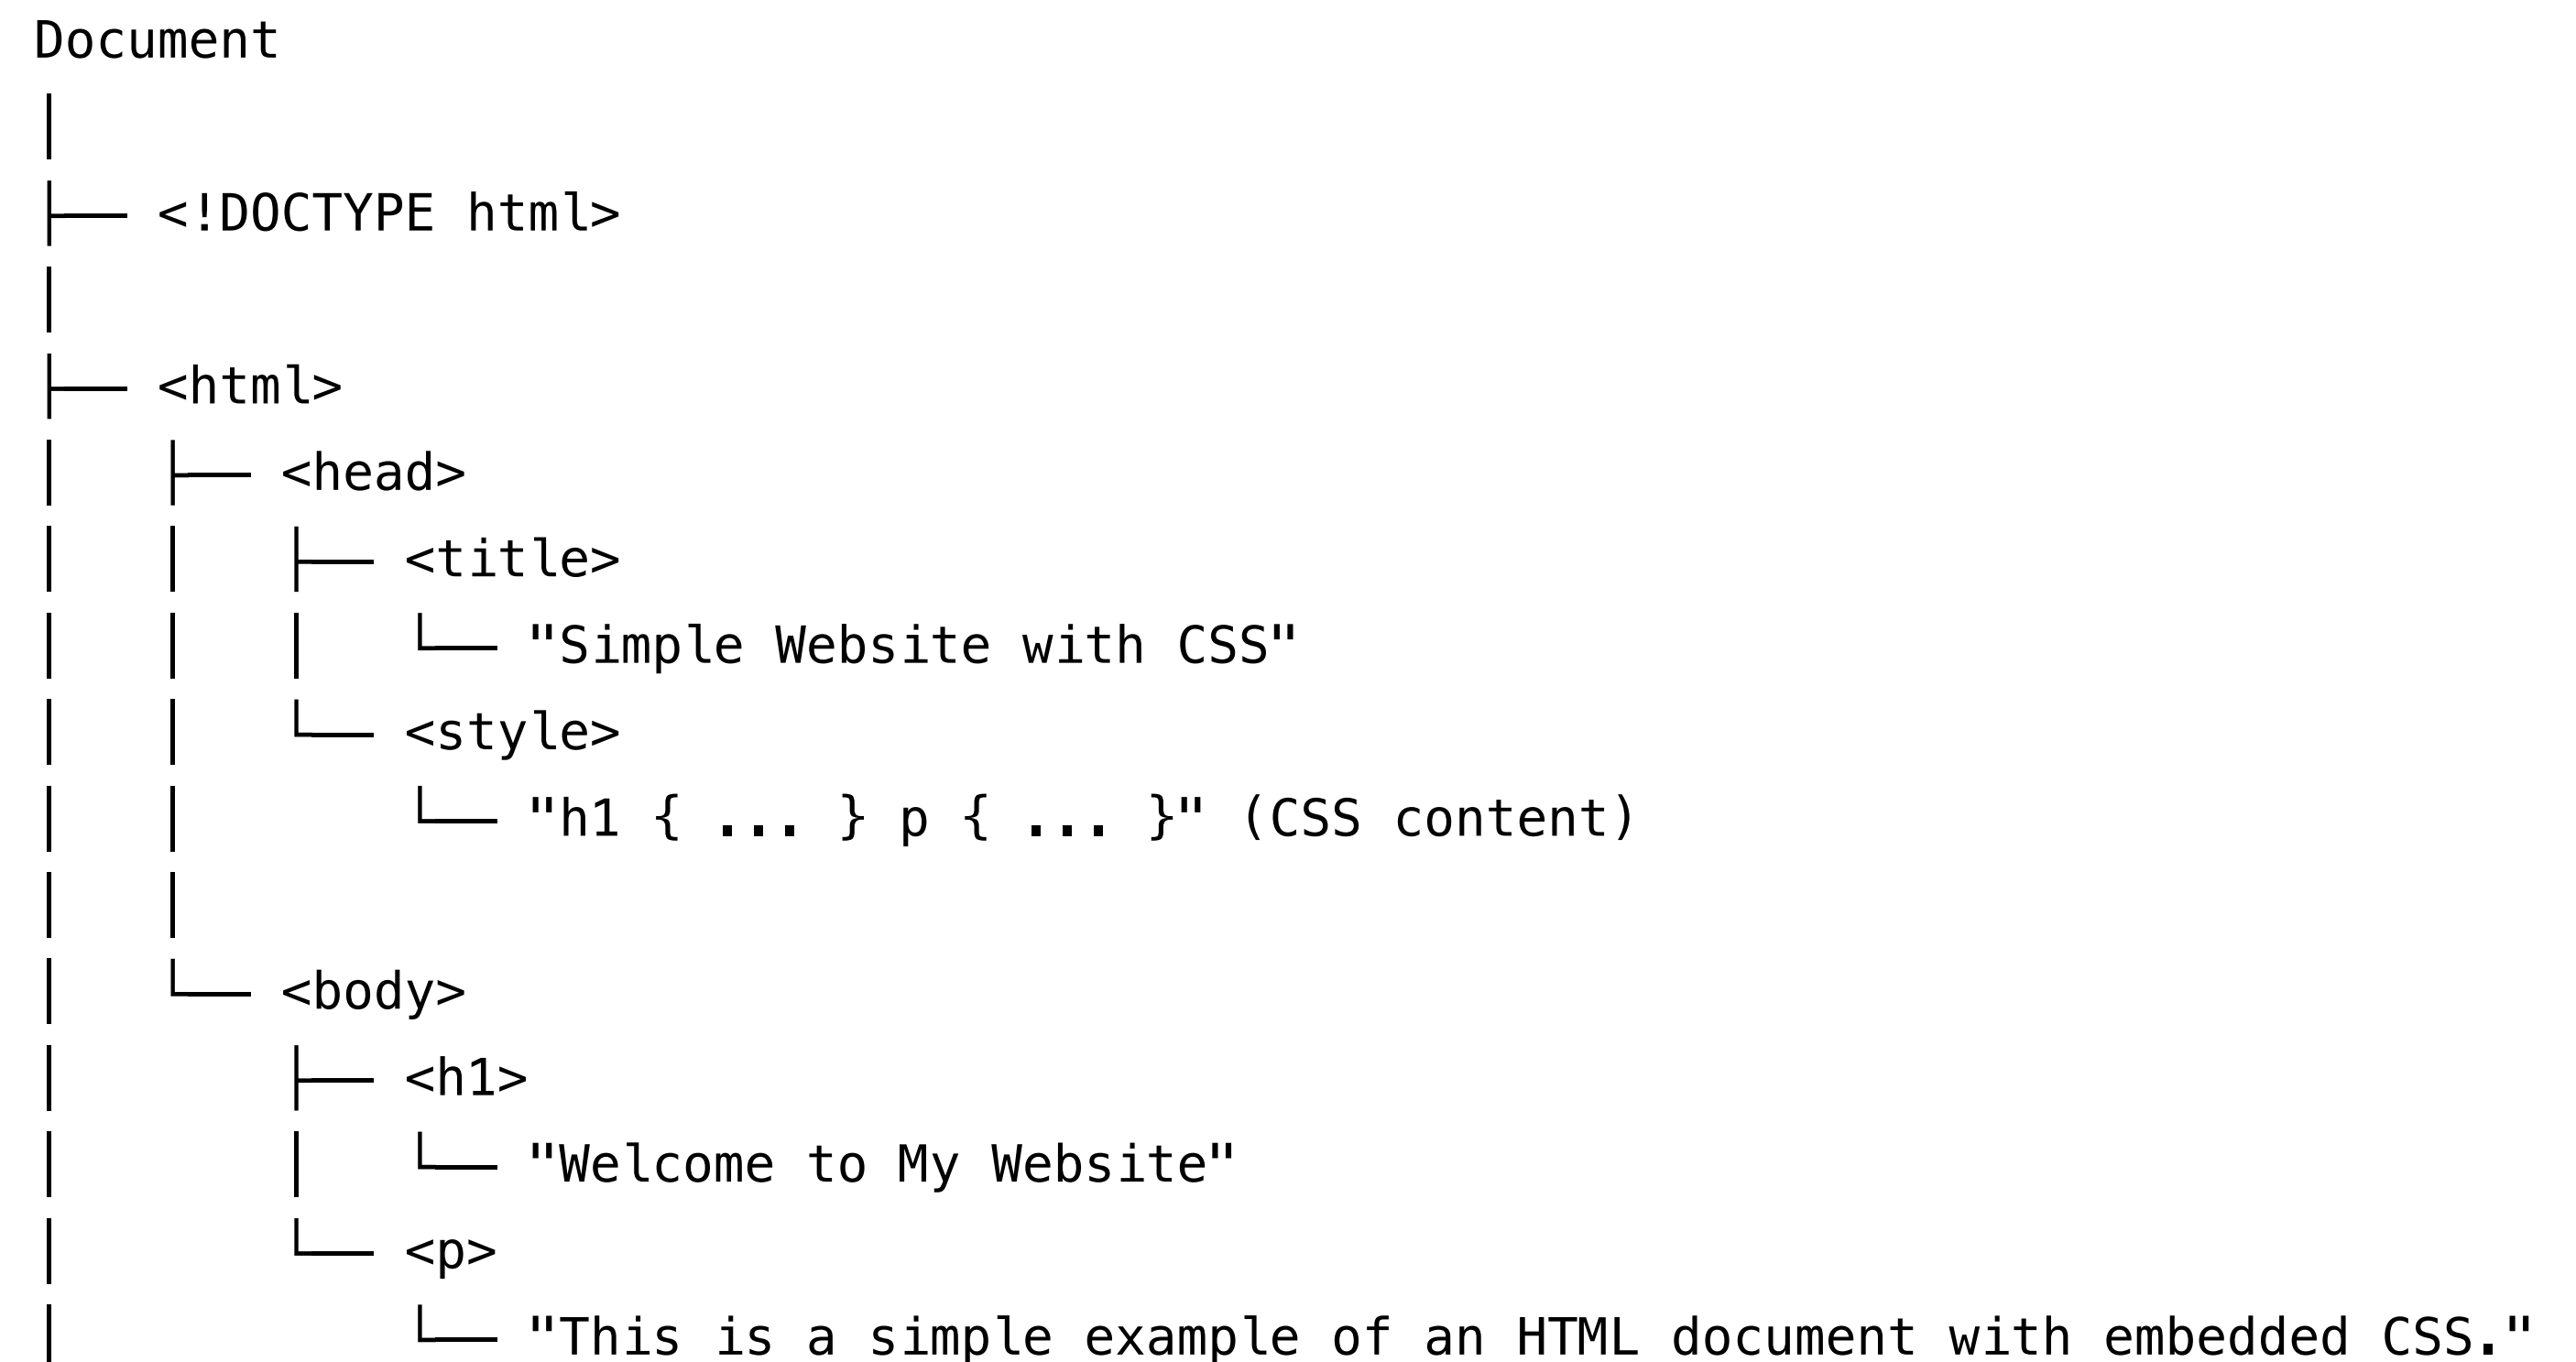 Document
│
├── <!DOCTYPE html>
│
├── <html>
│   ├── <head>
│   │   ├── <title>
│   │   │   └── "Simple Website with CSS"
│   │   └── <style>
│   │       └── "h1 { ... } p { ... }" (CSS content)
│   │
│   └── <body>
│       ├── <h1>
│       │   └── "Welcome to My Website"
│       └── <p>
│           └── "This is a simple example of an HTML document with embedded CSS."